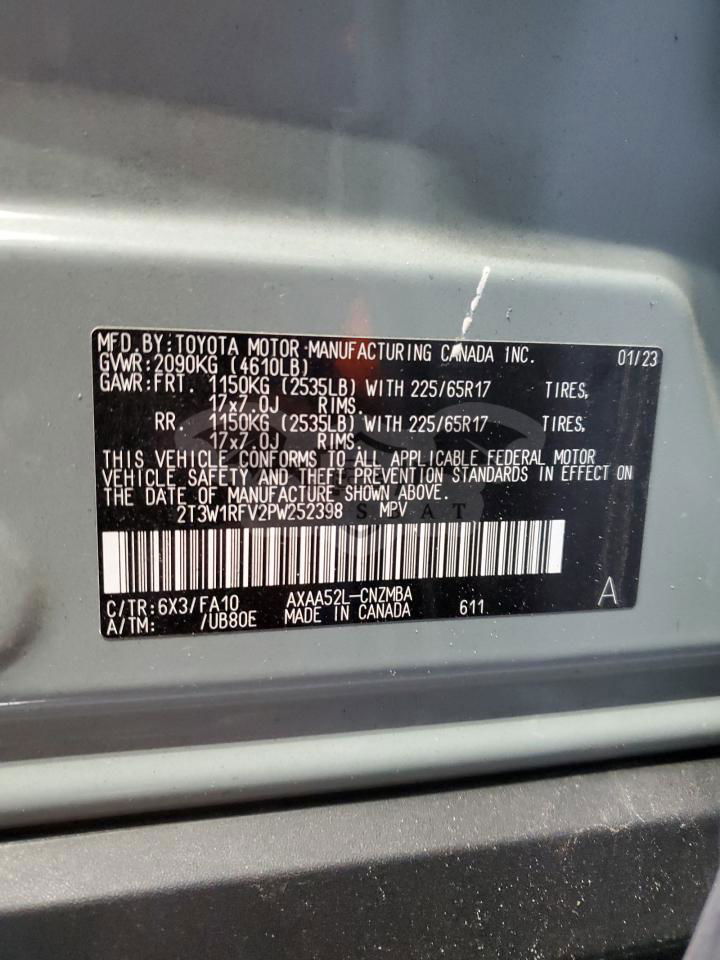 MFD.BY:TOYOTA MOTOR MANUFACTURING CANADA INC. 01/23
GVWR:2090KG (4610LB)
GAWR:FRT. 1150KG (2535LB) WITH 225/65R17 TIRES,
17x7.0J RIMS.
RR. 1150KG (2535LB) WITH 225/65R17 TIRES,
17x7.0J RIMS.
THIS VEHICLE CONFORMS TO ALL APPLICABLE FEDERAL MOTOR
VEHICLE SAFETY AND THEFT PREVENTION STANDARDS IN EFFECT ON
THE DATE OF MANUFACTURE SHOWN ABOVE.
2T3W1RFV2PW252398 MPV
C/TR:6X3/FA10 AXAA52L-CNZMBA A
A/TM: /UB80E MADE IN CANADA 611